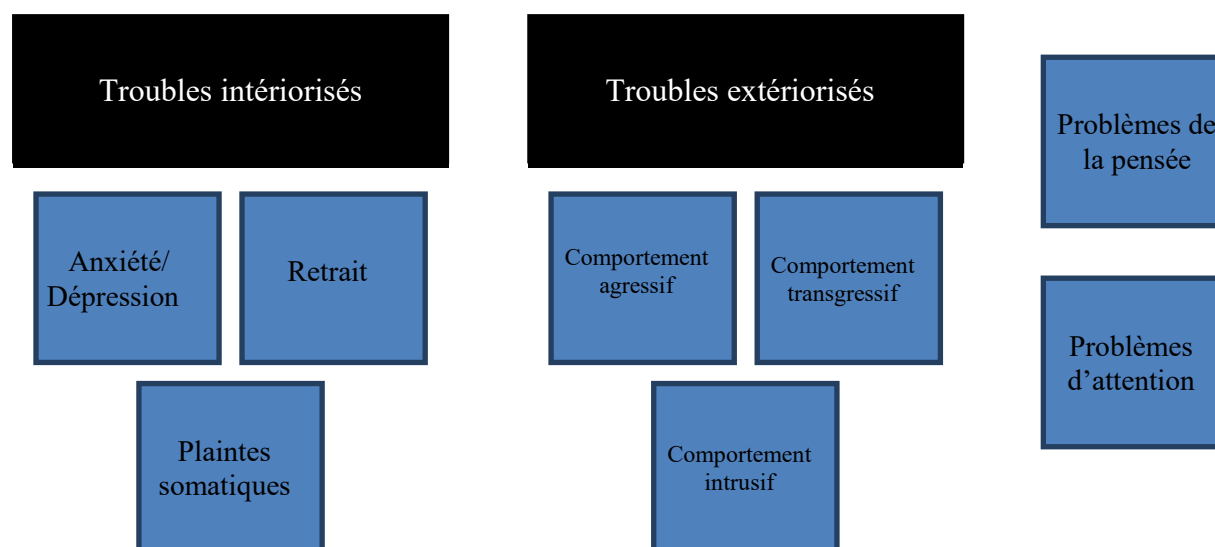 Troubles intériorisés
Troubles extériorisés
Problèmes de
la pensée
Anxiété/
Dépression
Retrait
Comportement
agressif
Comportement
transgressif
Problèmes
d’attention
Plaintes
somatiques
Comportement
intrusif